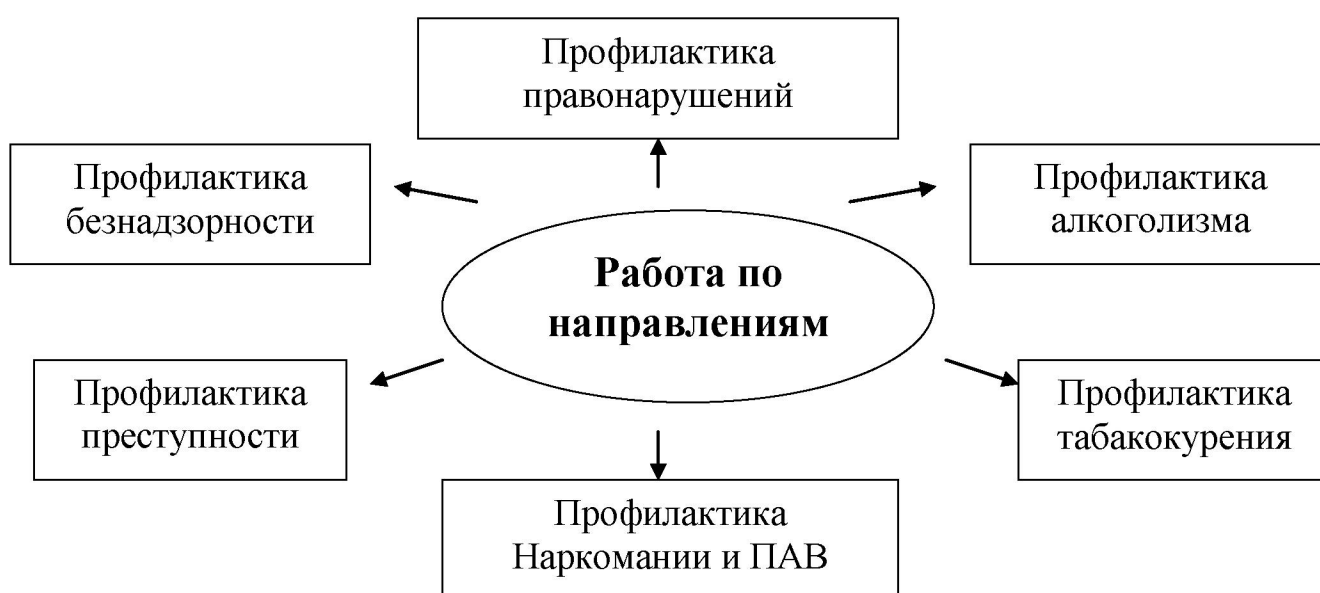 Профилактика
правонарушений
Профилактика
безнадзорности
Профилактика
алкоголизма
Работа по
направлениям
Профилактика
преступности
Профилактика
табакокурения
Профилактика
Наркомании и ПАВ